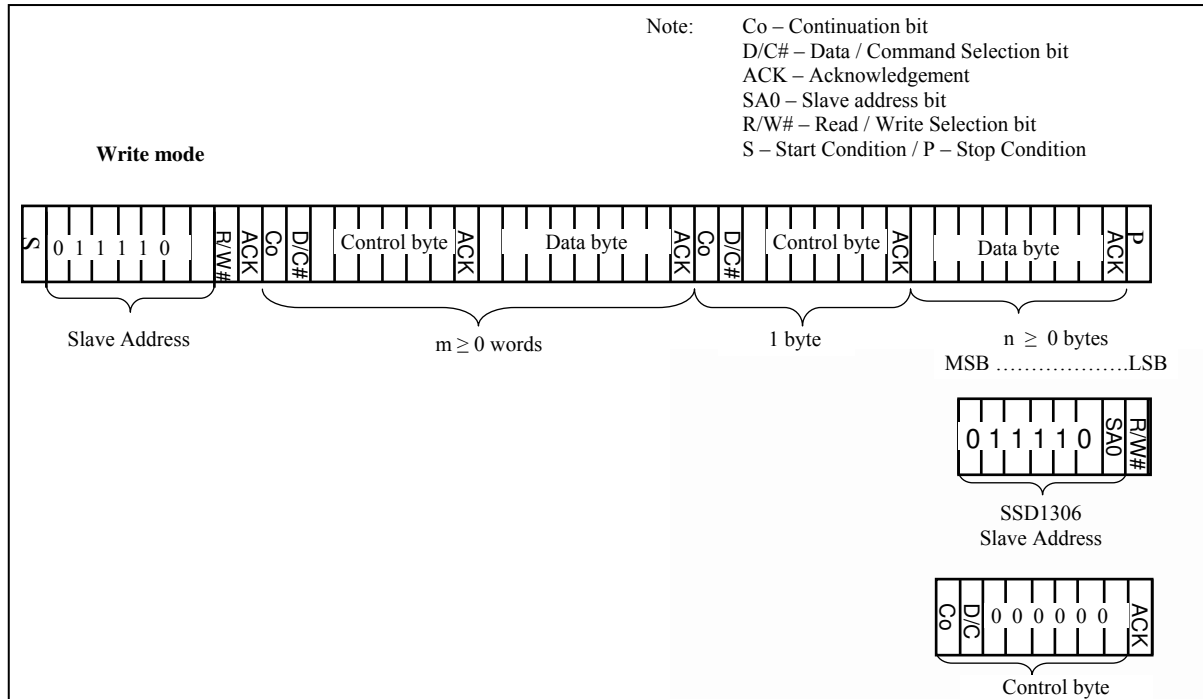 Note: Co – Continuation bit
D/C# – Data / Command Selection bit
ACK – Acknowledgement
SA0 – Slave address bit
R/W# – Read / Write Selection bit
S – Start Condition / P – Stop Condition
Write mode
S 0 1 1 1 1 0 R/W# ACK Co D/C# Control byte ACK Data byte ACK Co D/C# Control byte ACK Data byte ACK P
Slave Address
m ≥ 0 words
1 byte
n ≥ 0 bytes
MSB ……………….LSB
0 1 1 1 1 0 SA0 R/W#
SSD1306
Slave Address
Co D/C 0 0 0 0 0 0 ACK
Control byte